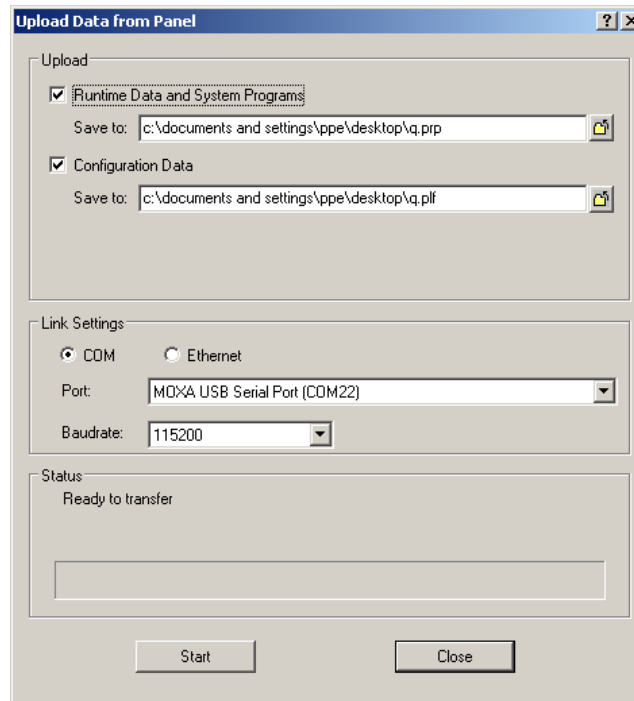 Upload Data from Panel
Upload
Runtime Data and System Programs
Save to: c:\documents and settings\ppe\desktop\q.prp
Configuration Data
Save to: c:\documents and settings\ppe\desktop\q.plf
Link Settings
COM Ethernet
Port: MOXA USB Serial Port (COM22)
Baudrate: 115200
Status
Ready to transfer
Start Close